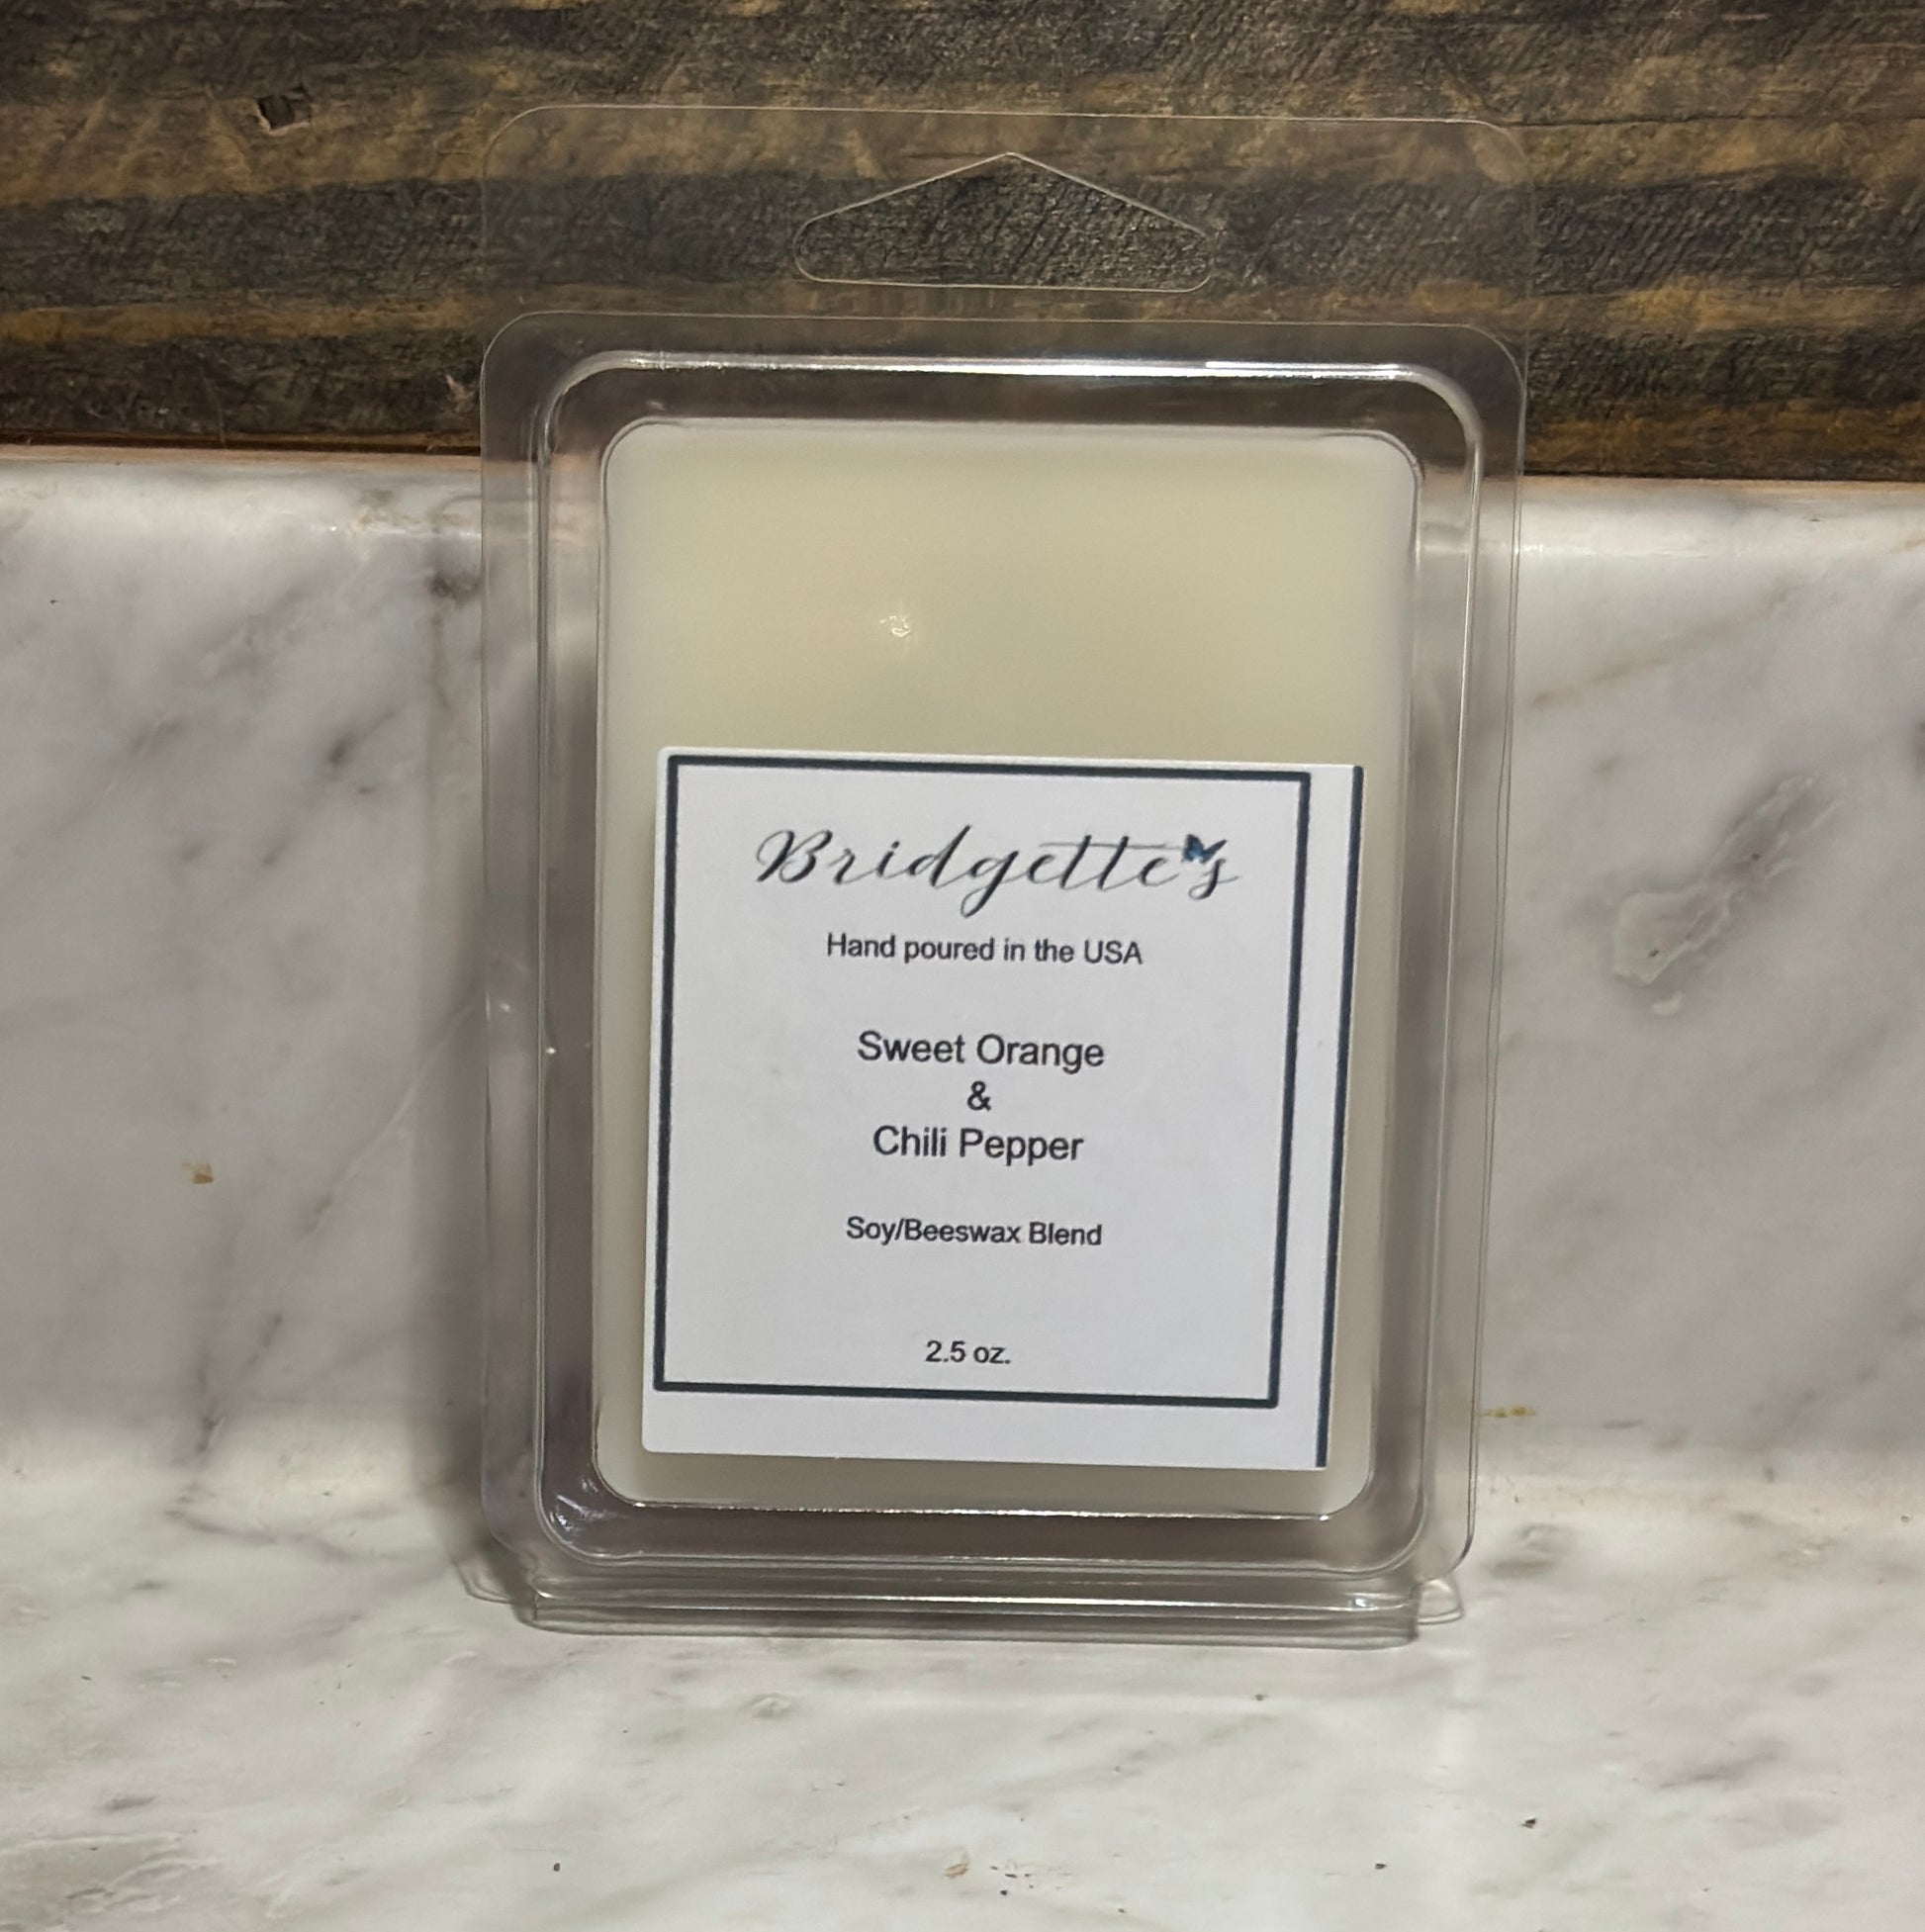 Bridgette's
Hand poured in the USA
Sweet Orange
&
Chili Pepper
Soy/Beeswax Blend
2.5 oz.